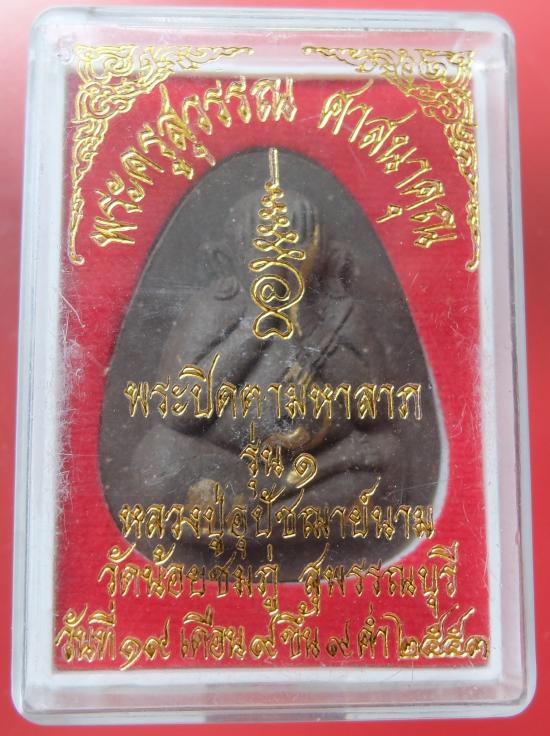 พระครูสุวรรณ ศาสนาคุณ
พระปิดตามหาลาภ
รุ่น ๑
หลวงปู่อุปัชฌาย์นาม
วัดน้อยชมภู่ สุพรรณบุรี
วันที่ ๑๙ เดือน ๙ ขึ้น ๙ ค่ำ ๒๕๕๓